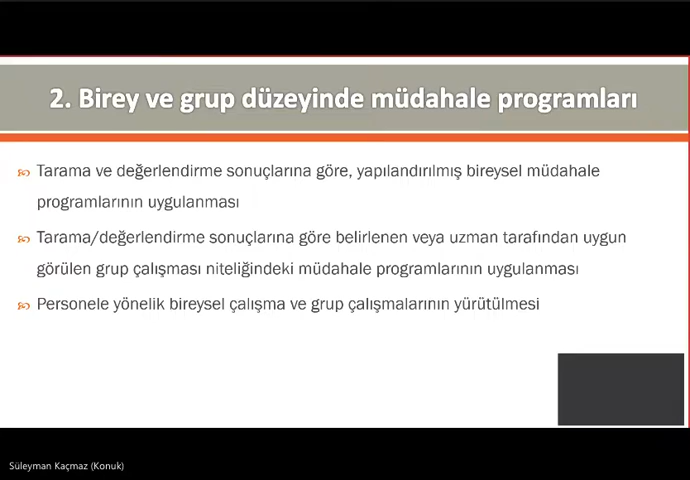 2. Birey ve grup düzeyinde müdahale programları
Tarama ve değerlendirme sonuçlarına göre, yapılandırılmış bireysel müdahale
programlarının uygulanması
Tarama/değerlendirme sonuçlarına göre belirlenen veya uzman tarafından uygun
görülen grup çalışması niteliğindeki müdahale programlarının uygulanması
Personele yönelik bireysel çalışma ve grup çalışmalarının yürütülmesi
Süleyman Kaçmaz (Konuk)